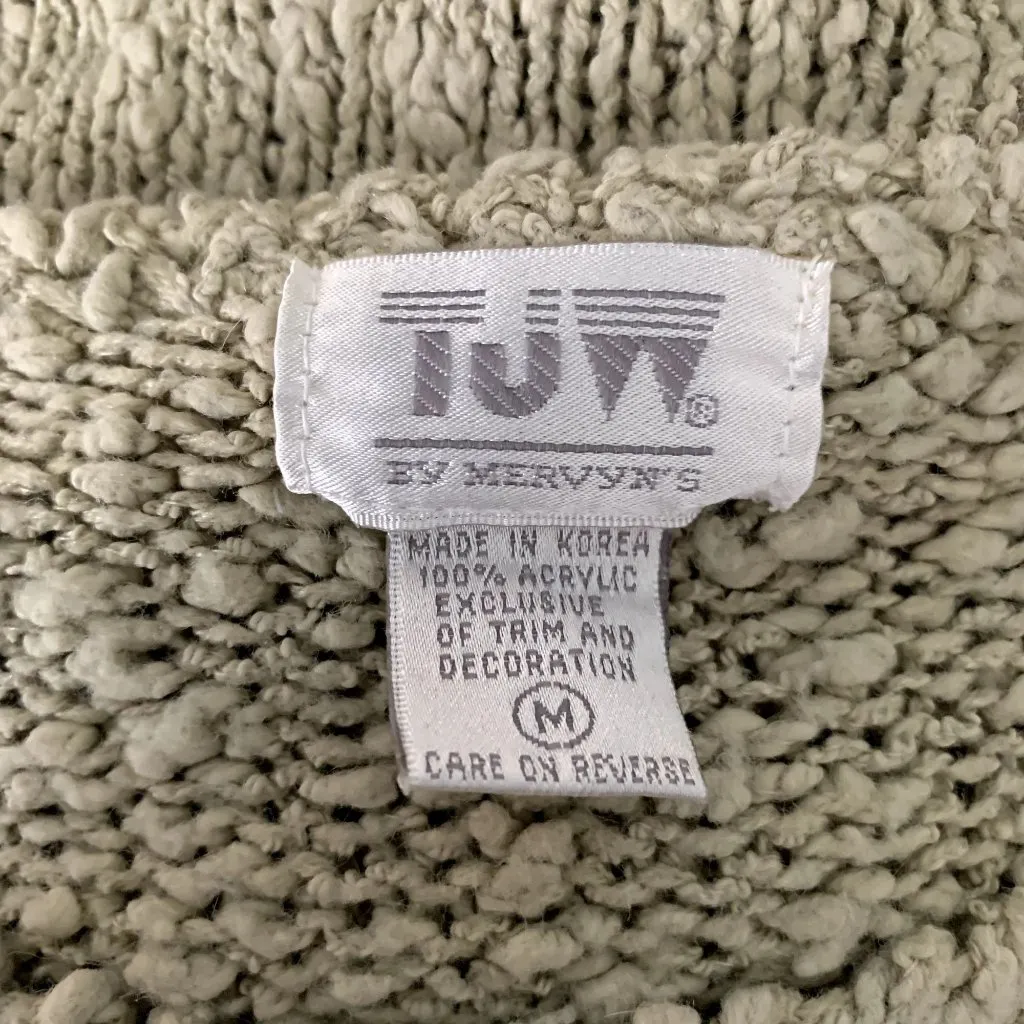 TJW®
BY MERVYN'S
MADE IN KOREA
100% ACRYLIC
EXCLUSIVE
OF TRIM AND
DECORATION
M
CARE ON REVERSE